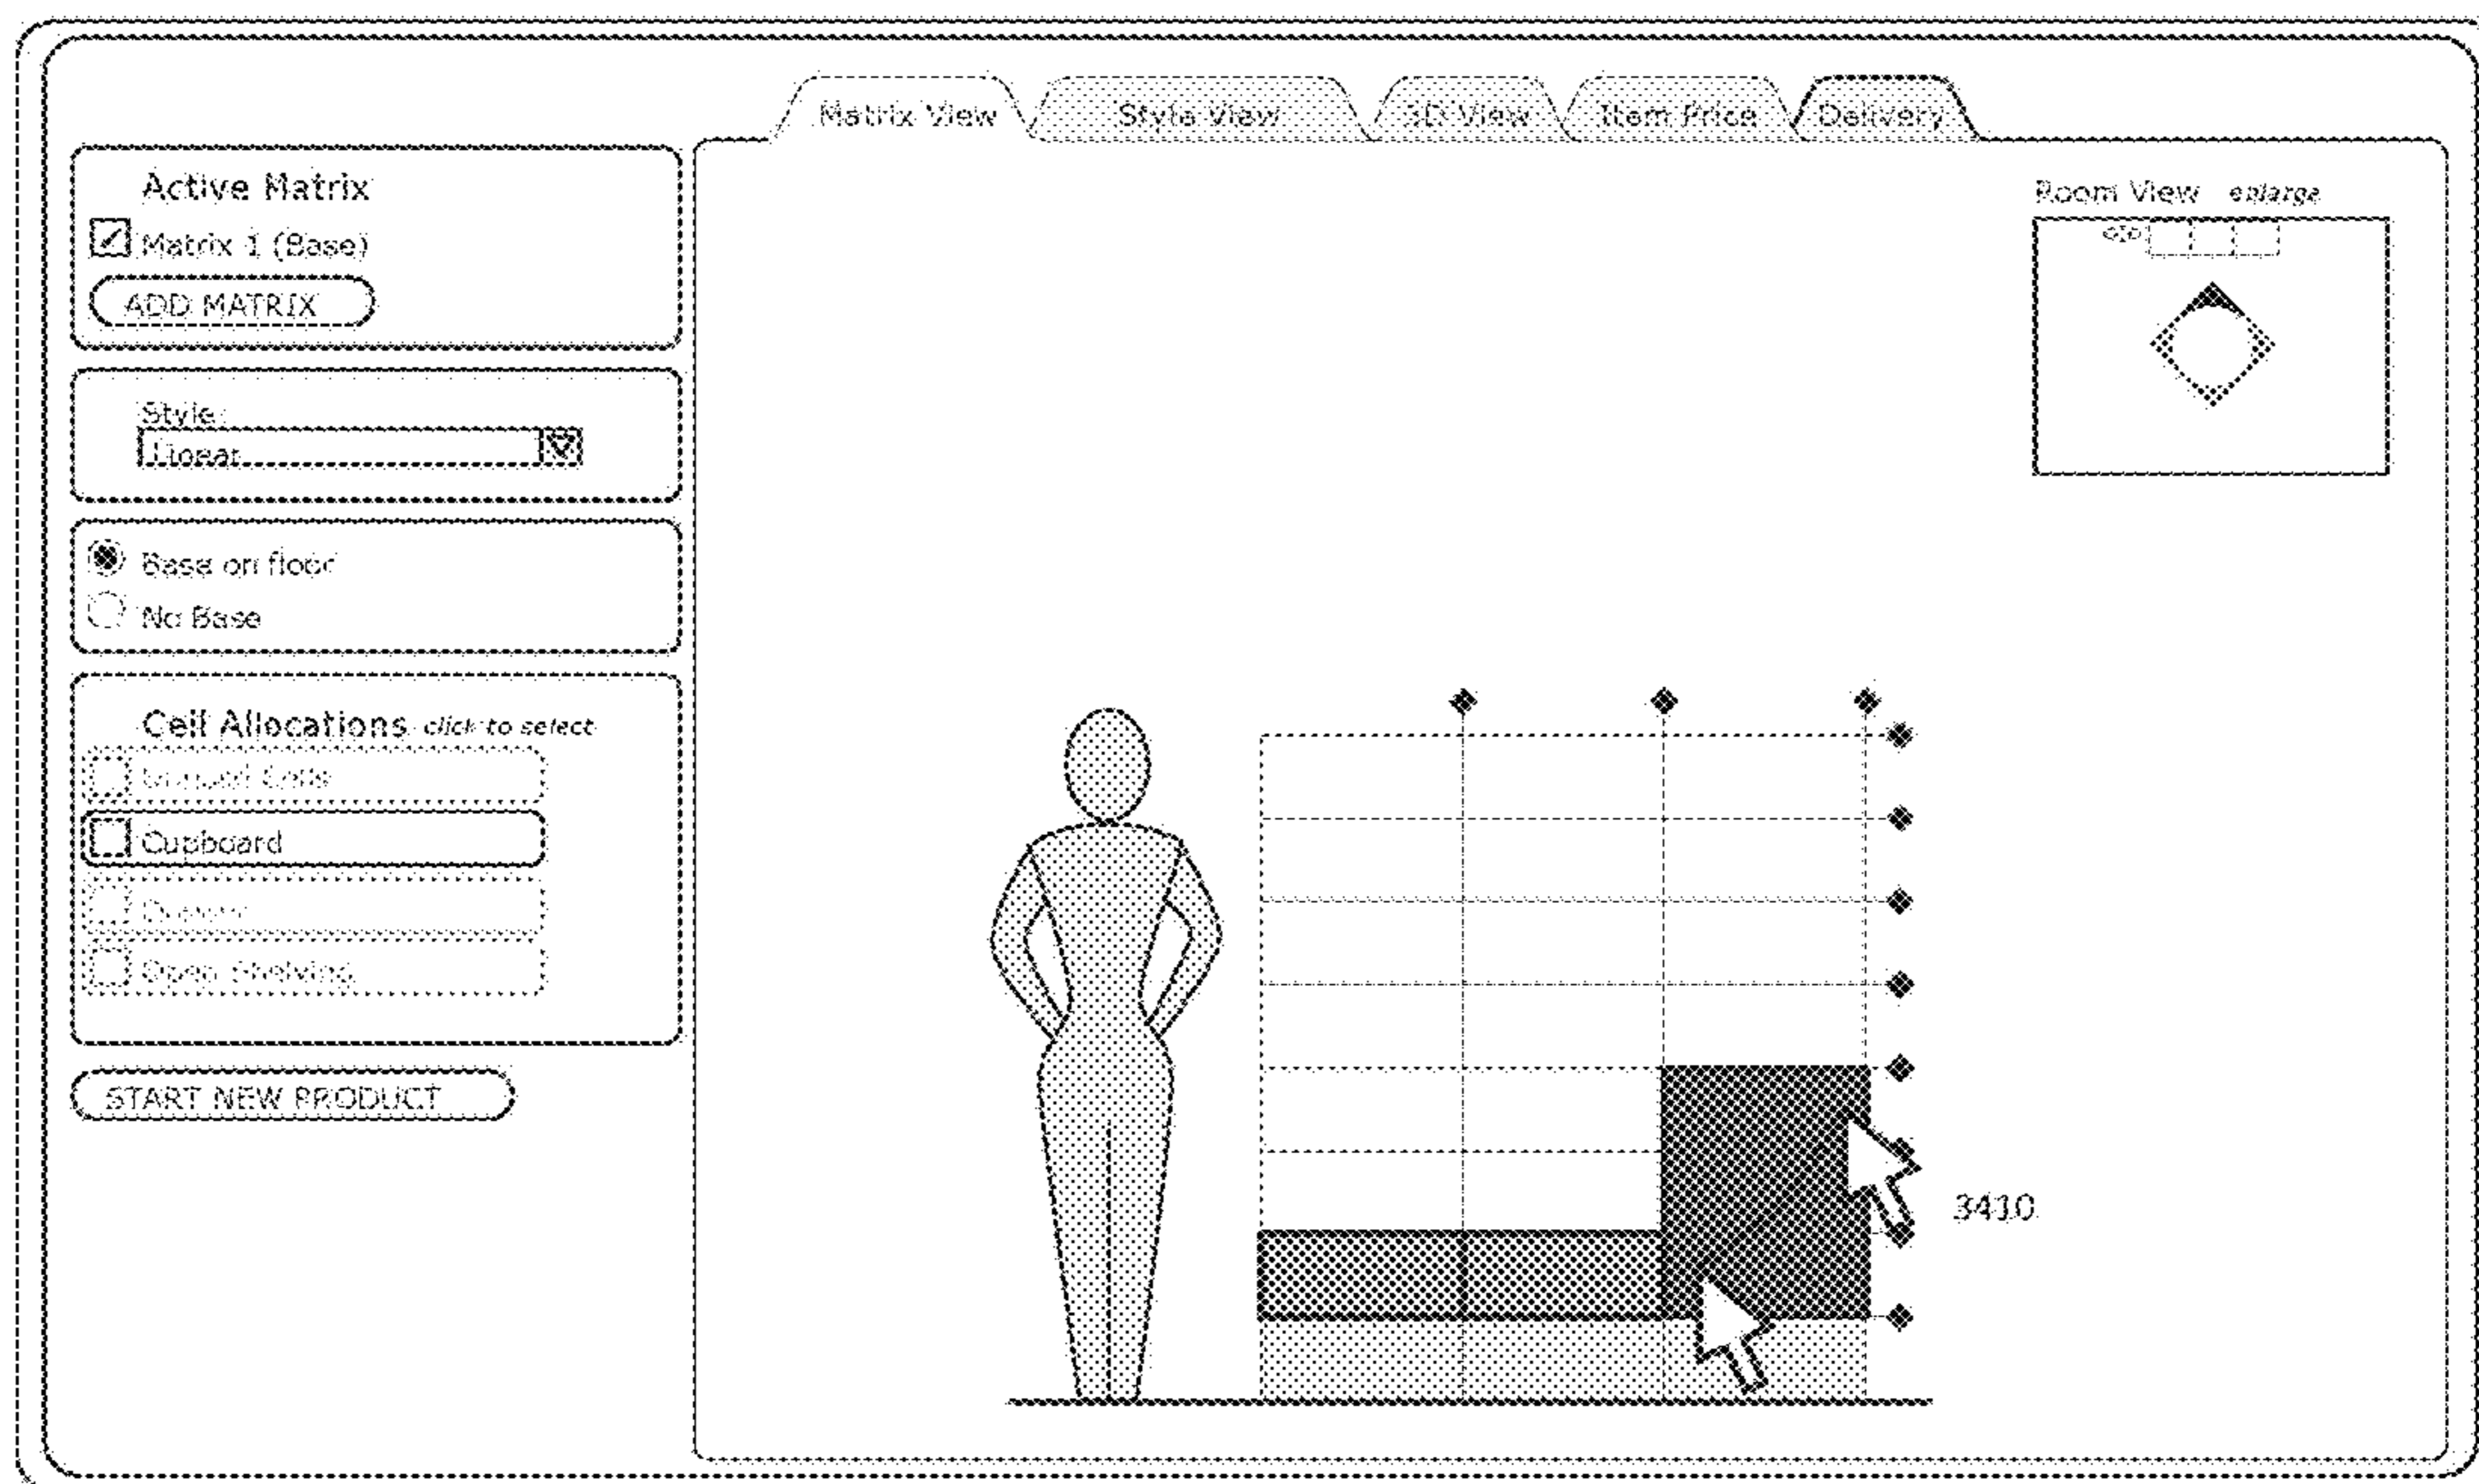 Matrix View Style View 3D View Item Price Delivery
Active Matrix
Matrix 1 (Base)
ADD MATRIX
Style:
Linear
Base on floor
No Base
Cell Allocations click to select
Cells
Cupboard
Open Shelving
START NEW PRODUCT
Room View enlarge
3410